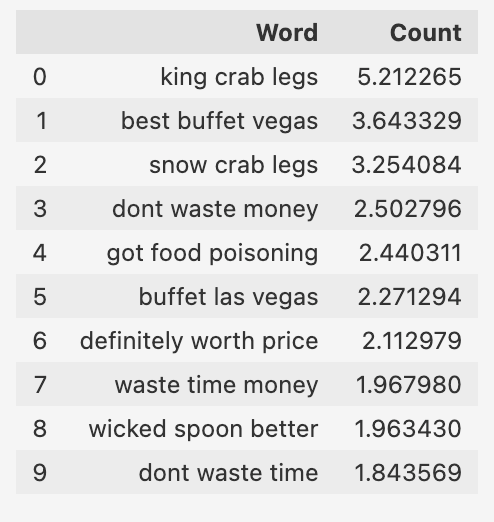 Word Count
0 king crab legs 5.212265
1 best buffet vegas 3.643329
2 snow crab legs 3.254084
3 dont waste money 2.502796
4 got food poisoning 2.440311
5 buffet las vegas 2.271294
6 definitely worth price 2.112979
7 waste time money 1.967980
8 wicked spoon better 1.963430
9 dont waste time 1.843569